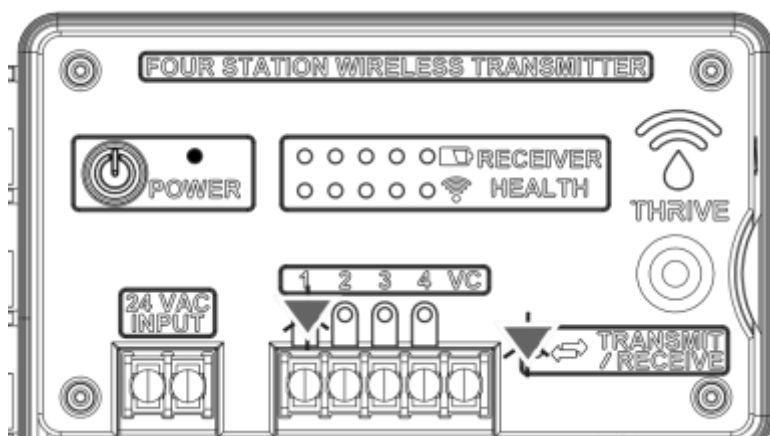 FOUR STATION WIRELESS TRANSMITTER
POWER
RECEIVER
HEALTH
THRIVE
1 2 3 4 VC
24 VAC
INPUT
TRANSMIT
/ RECEIVE